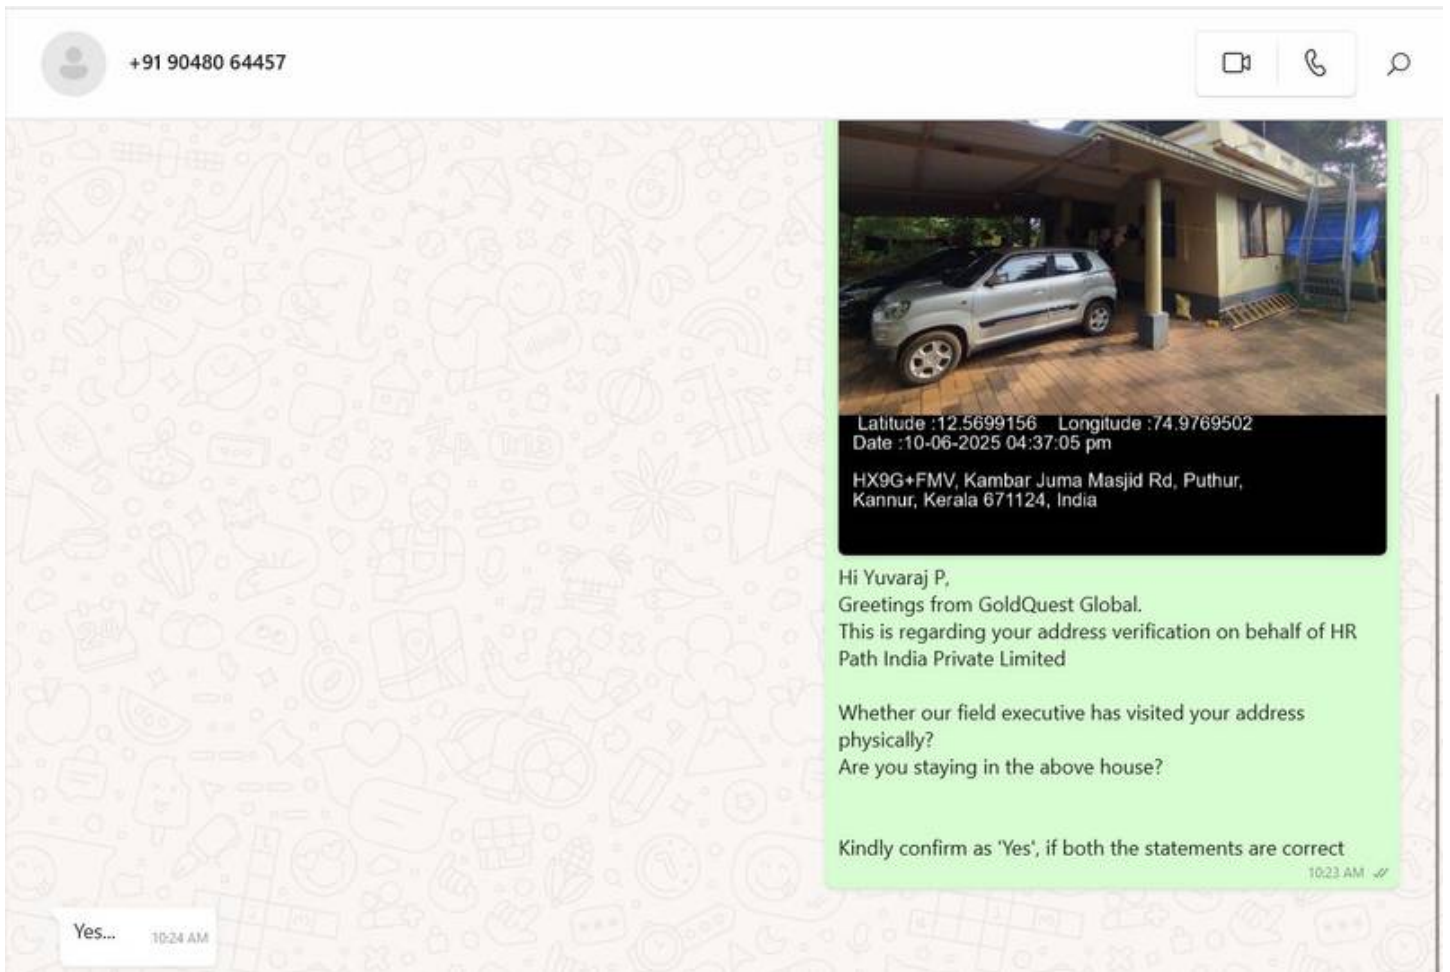 +91 90480 64457
Latitude :12.5699156 Longitude :74.9769502
Date :10-06-2025 04:37:05 pm
HX9G+FMV, Kambar Juma Masjid Rd, Puthur,
Kannur, Kerala 671124, India
Hi Yuvaraj P,
Greetings from GoldQuest Global.
This is regarding your address verification on behalf of HR
Path India Private Limited
Whether our field executive has visited your address
physically?
Are you staying in the above house?
Kindly confirm as 'Yes', if both the statements are correct
10:23 AM
Yes...
10:24 AM